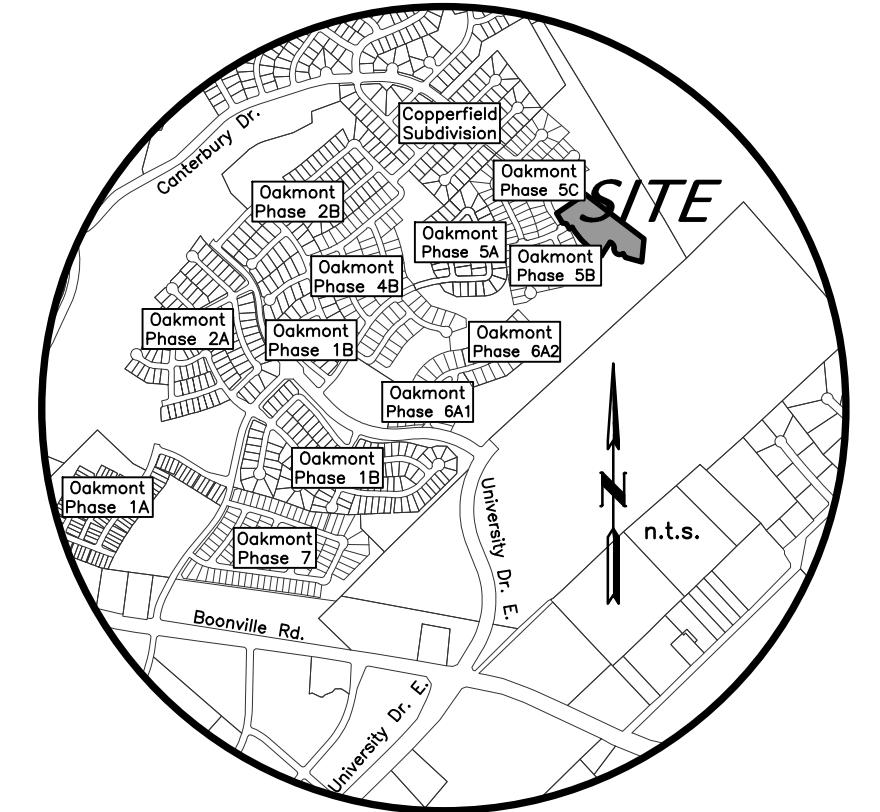 Canterbury Dr.
Copperfield
Subdivision
Oakmont
Phase 5C
SITE
Oakmont
Phase 2B
Oakmont
Phase 5A
Oakmont
Phase 5B
Oakmont
Phase 4B
Oakmont
Phase 2A
Oakmont
Phase 1B
Oakmont
Phase 6A2
Oakmont
Phase 6A1
Oakmont
Phase 1B
Oakmont
Phase 1A
University Dr. E.
N
n.t.s.
Oakmont
Phase 7
Boonville Rd.
University Dr. E.